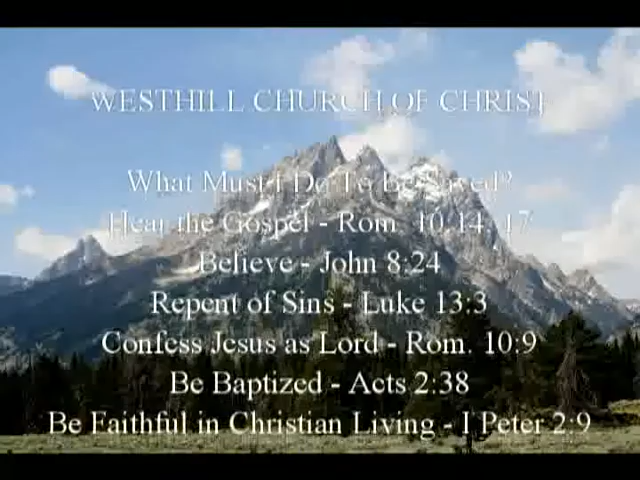 WESTHILL CHURCH OF CHRIST
What Must I Do To Be Saved?
Hear the Gospel - Rom. 10:14, 17
Believe - John 8:24
Repent of Sins - Luke 13:3
Confess Jesus as Lord - Rom. 10:9
Be Baptized - Acts 2:38
Be Faithful in Christian Living - I Peter 2:9